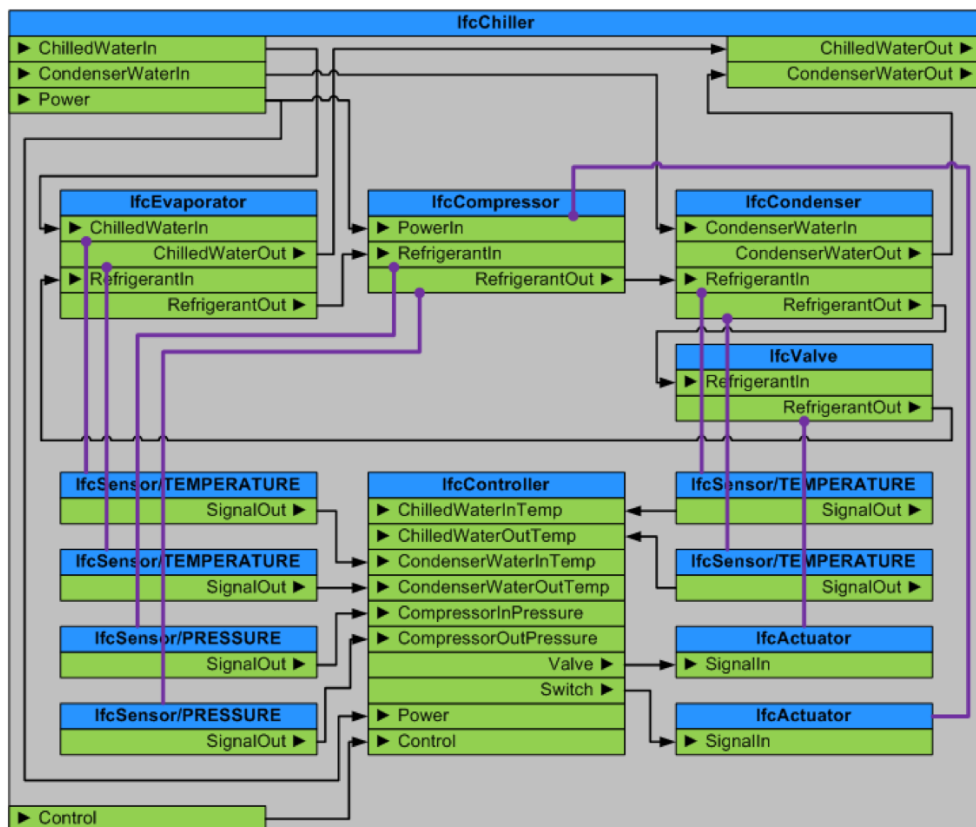 IfcChiller
► ChilledWaterIn
ChilledWaterOut ►
► CondenserWaterIn
CondenserWaterOut ►
► Power
IfcEvaporator
► ChilledWaterIn
ChilledWaterOut ►
► RefrigerantIn
RefrigerantOut ►
IfcCompressor
► PowerIn
► RefrigerantIn
RefrigerantOut ►
IfcCondenser
► CondenserWaterIn
CondenserWaterOut ►
► RefrigerantIn
RefrigerantOut ►
IfcValve
► RefrigerantIn
RefrigerantOut ►
IfcSensor/TEMPERATURE
SignalOut ►
IfcSensor/TEMPERATURE
SignalOut ►
IfcSensor/PRESSURE
SignalOut ►
IfcSensor/PRESSURE
SignalOut ►
IfcController
► ChilledWaterInTemp
► ChilledWaterOutTemp
► CondenserWaterInTemp
► CondenserWaterOutTemp
► CompressorInPressure
► CompressorOutPressure
Valve ►
Switch ►
► Power
► Control
IfcSensor/TEMPERATURE
SignalOut ►
IfcSensor/TEMPERATURE
SignalOut ►
IfcActuator
► SignalIn
IfcActuator
► SignalIn
► Control